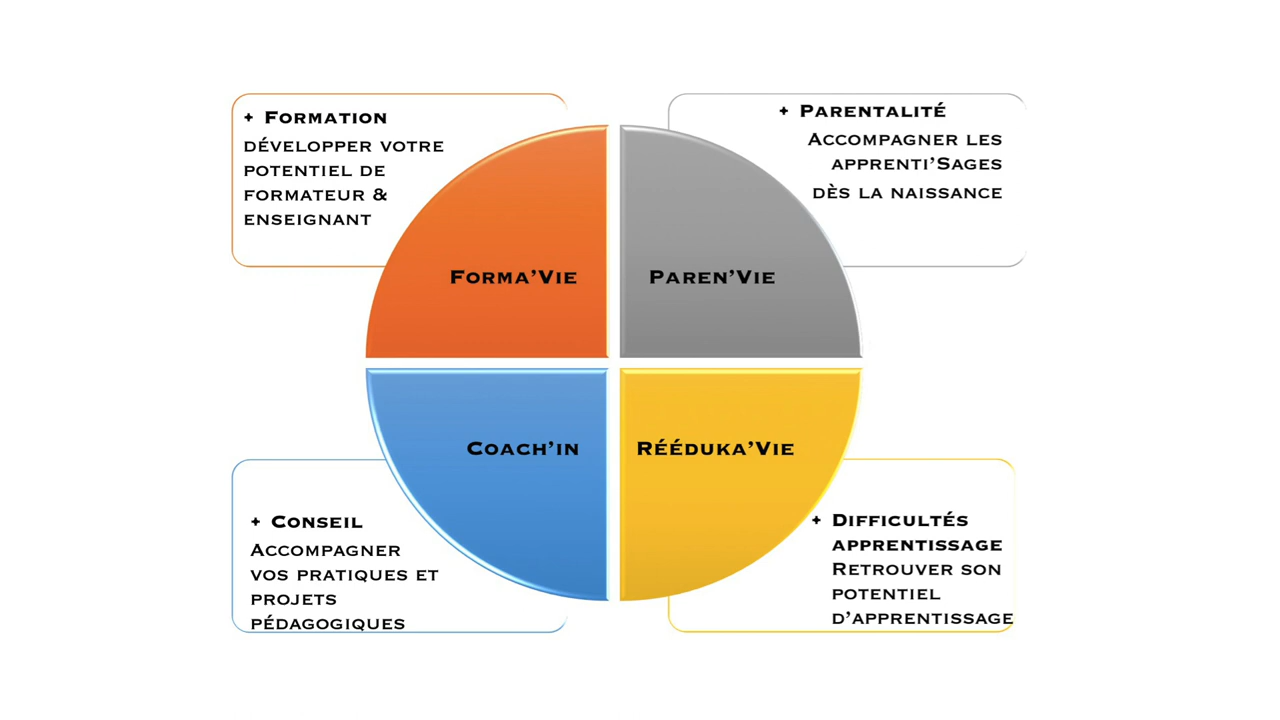 + Formation
développer votre
potentiel de
formateur &
enseignant
+ Parentalité
Accompagner les
apprenti'Sages
dès la naissance
Forma'Vie
Paren'Vie
Coach'in
Rééduka'Vie
+ Conseil
Accompagner
vos pratiques et
projets
pédagogiques
+ Difficultés
apprentissage
Retrouver son
potentiel
d'apprentissage